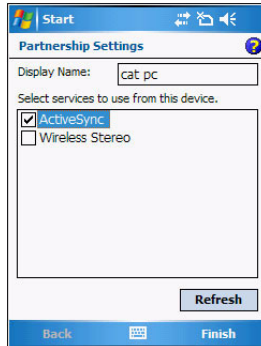 Start
Partnership Settings
Display Name: cat pc
Select services to use from this device.
ActiveSync
Wireless Stereo
Refresh
Back Finish